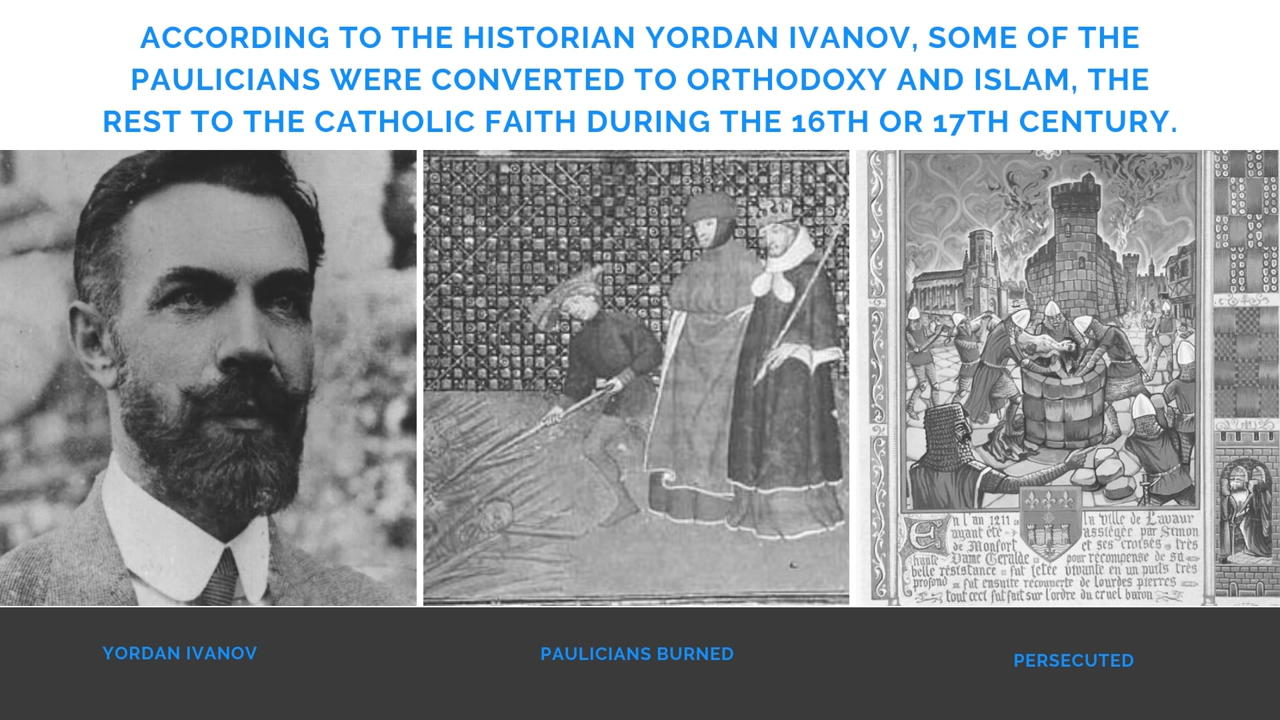 ACCORDING TO THE HISTORIAN YORDAN IVANOV, SOME OF THE
PAULICIANS WERE CONVERTED TO ORTHODOXY AND ISLAM, THE
REST TO THE CATHOLIC FAITH DURING THE 16TH OR 17TH CENTURY.
En l'an 1211 la ville de Lavaur
ayant été assiégée par Simon
de Monfort et ses croisés très
haute Dame Geralde pour récompense de sa
belle résistance fut jetée vivante en un puits très
profond fut ensuite recouverte de lourdes pierres
tout ceci fut fait sur l'ordre du cruel baron
YORDAN IVANOV
PAULICIANS BURNED
PERSECUTED